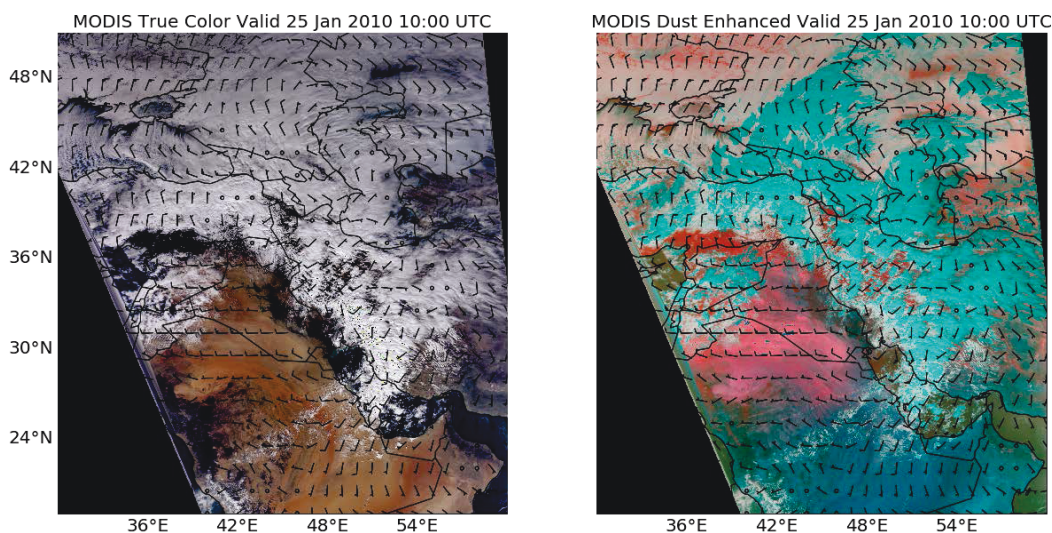 MODIS True Color Valid 25 Jan 2010 10:00 UTC
MODIS Dust Enhanced Valid 25 Jan 2010 10:00 UTC
48°N
42°N
36°N
30°N
24°N
36°E 42°E 48°E 54°E
36°E 42°E 48°E 54°E